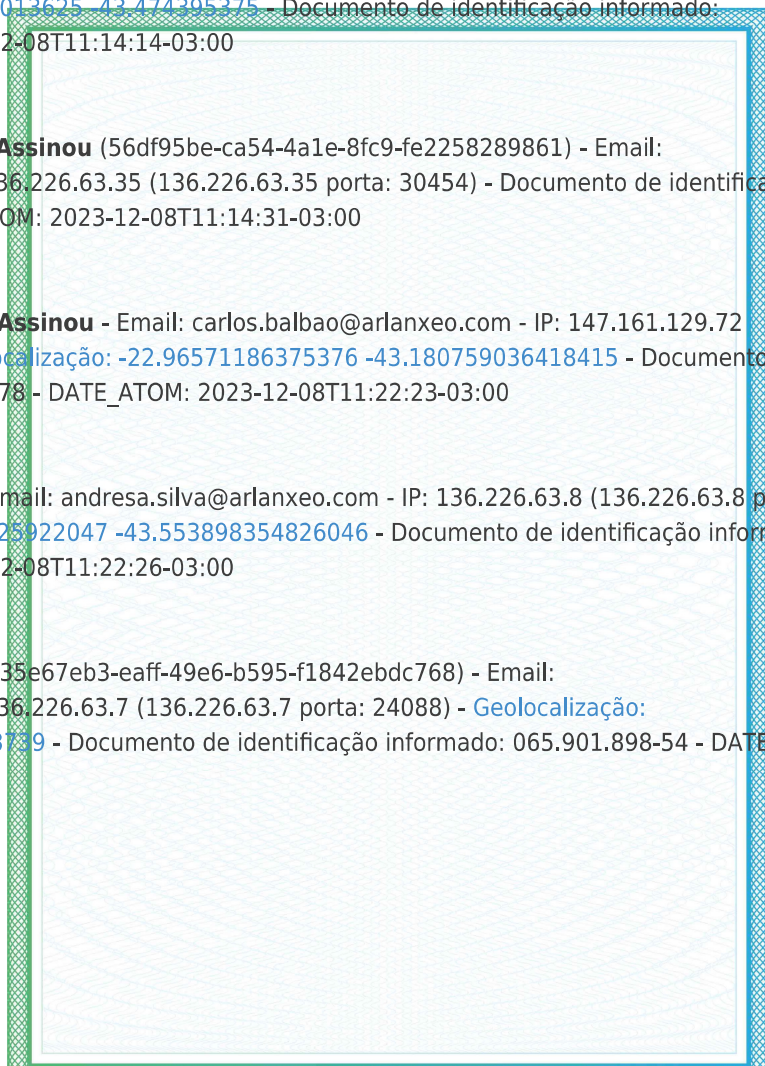 013625 -43.474395375 - Documento de identificação informado:
2-08T11:14:14-03:00
Assinou (56df95be-ca54-4a1e-8fc9-fe2258289861) - Email:
36.226.63.35 (136.226.63.35 porta: 30454) - Documento de identifica
OM: 2023-12-08T11:14:31-03:00
Assinou - Email: carlos.balbao@arlanxeo.com - IP: 147.161.129.72
ocalização: -22.96571186375376 -43.180759036418415 - Documento
78 - DATE_ATOM: 2023-12-08T11:22:23-03:00
mail: andresa.silva@arlanxeo.com - IP: 136.226.63.8 (136.226.63.8 p
25922047 -43.553898354826046 - Documento de identificação inform
2-08T11:22:26-03:00
35e67eb3-eaff-49e6-b595-f1842ebdc768) - Email:
36.226.63.7 (136.226.63.7 porta: 24088) - Geolocalização:
3739 - Documento de identificação informado: 065.901.898-54 - DATE